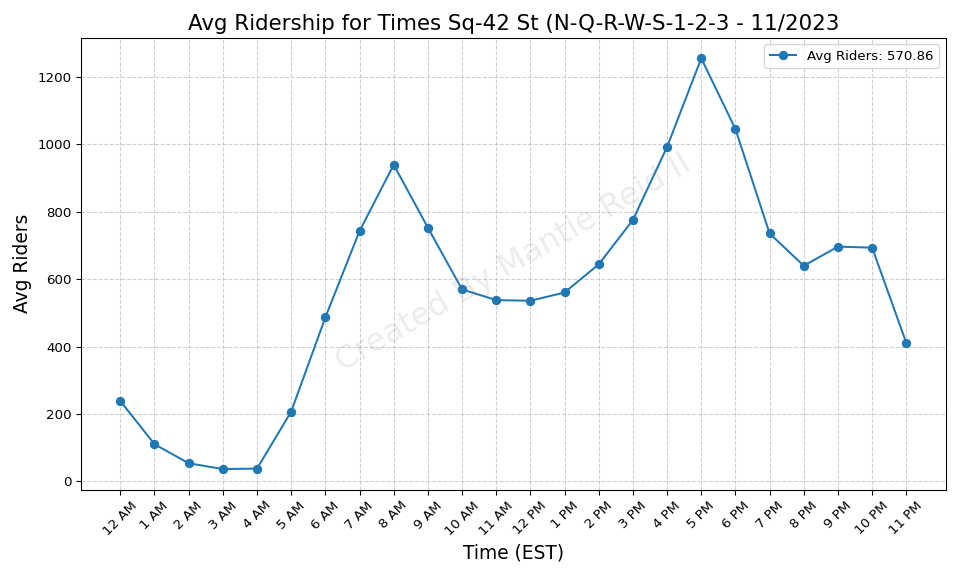 Avg Ridership for Times Sq-42 St (N-Q-R-W-S-1-2-3 - 11/2023
Avg Riders: 570.86
1200
1000
800
600
400
200
0
Avg Riders
Created By Mantie Reid II
12 AM
1 AM
2 AM
3 AM
4 AM
5 AM
6 AM
7 AM
8 AM
9 AM
10 AM
11 AM
12 PM
1 PM
2 PM
3 PM
4 PM
5 PM
6 PM
7 PM
8 PM
9 PM
10 PM
11 PM
Time (EST)